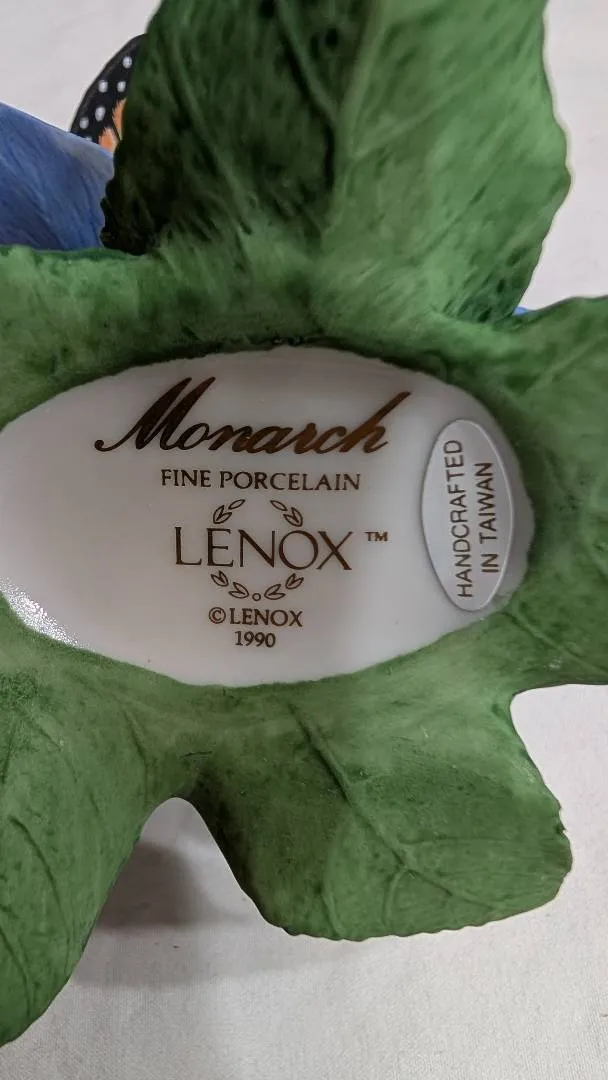 Monarch
FINE PORCELAIN
LENOX™
©LENOX
1990
HANDCRAFTED
IN TAIWAN